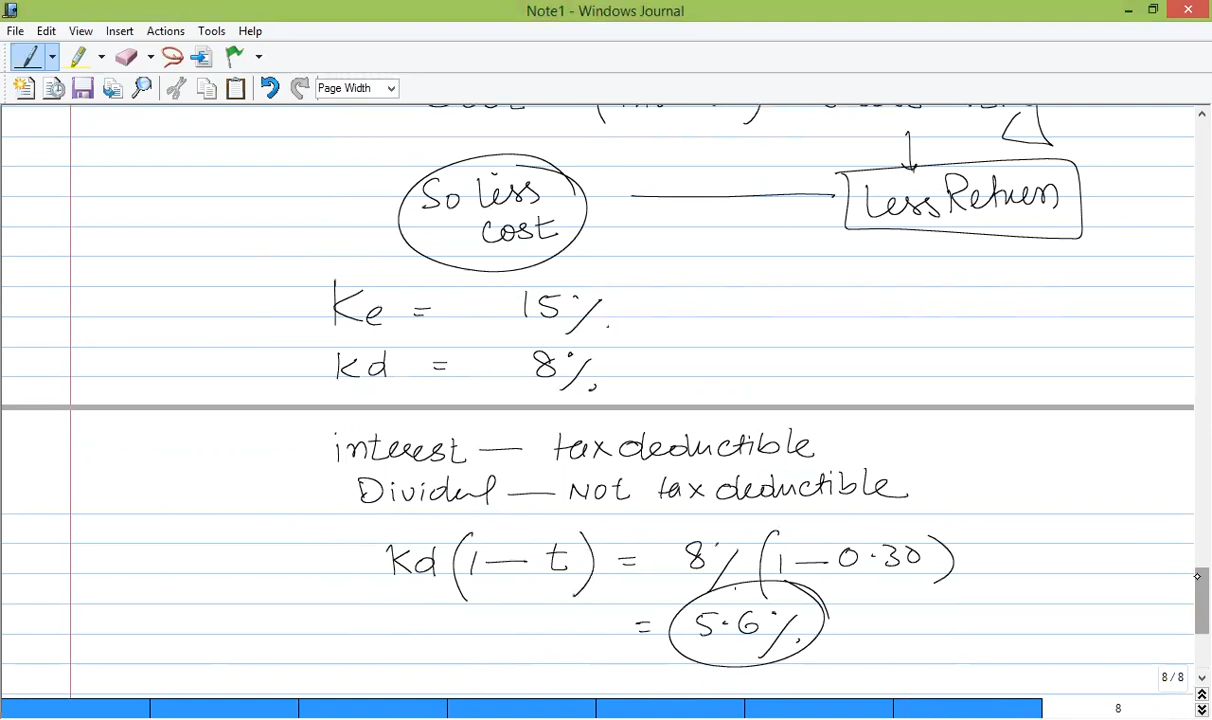 Note1 - Windows Journal
File Edit View Insert Actions Tools Help
Page Width
So less
cost
less Return
Ke = 15%.
Kd = 8%
interest — tax deductible
Dividend — Not tax deductible
Kd (1 — t) = 8% (1 — 0.30)
= 5.6%
8 / 8
8